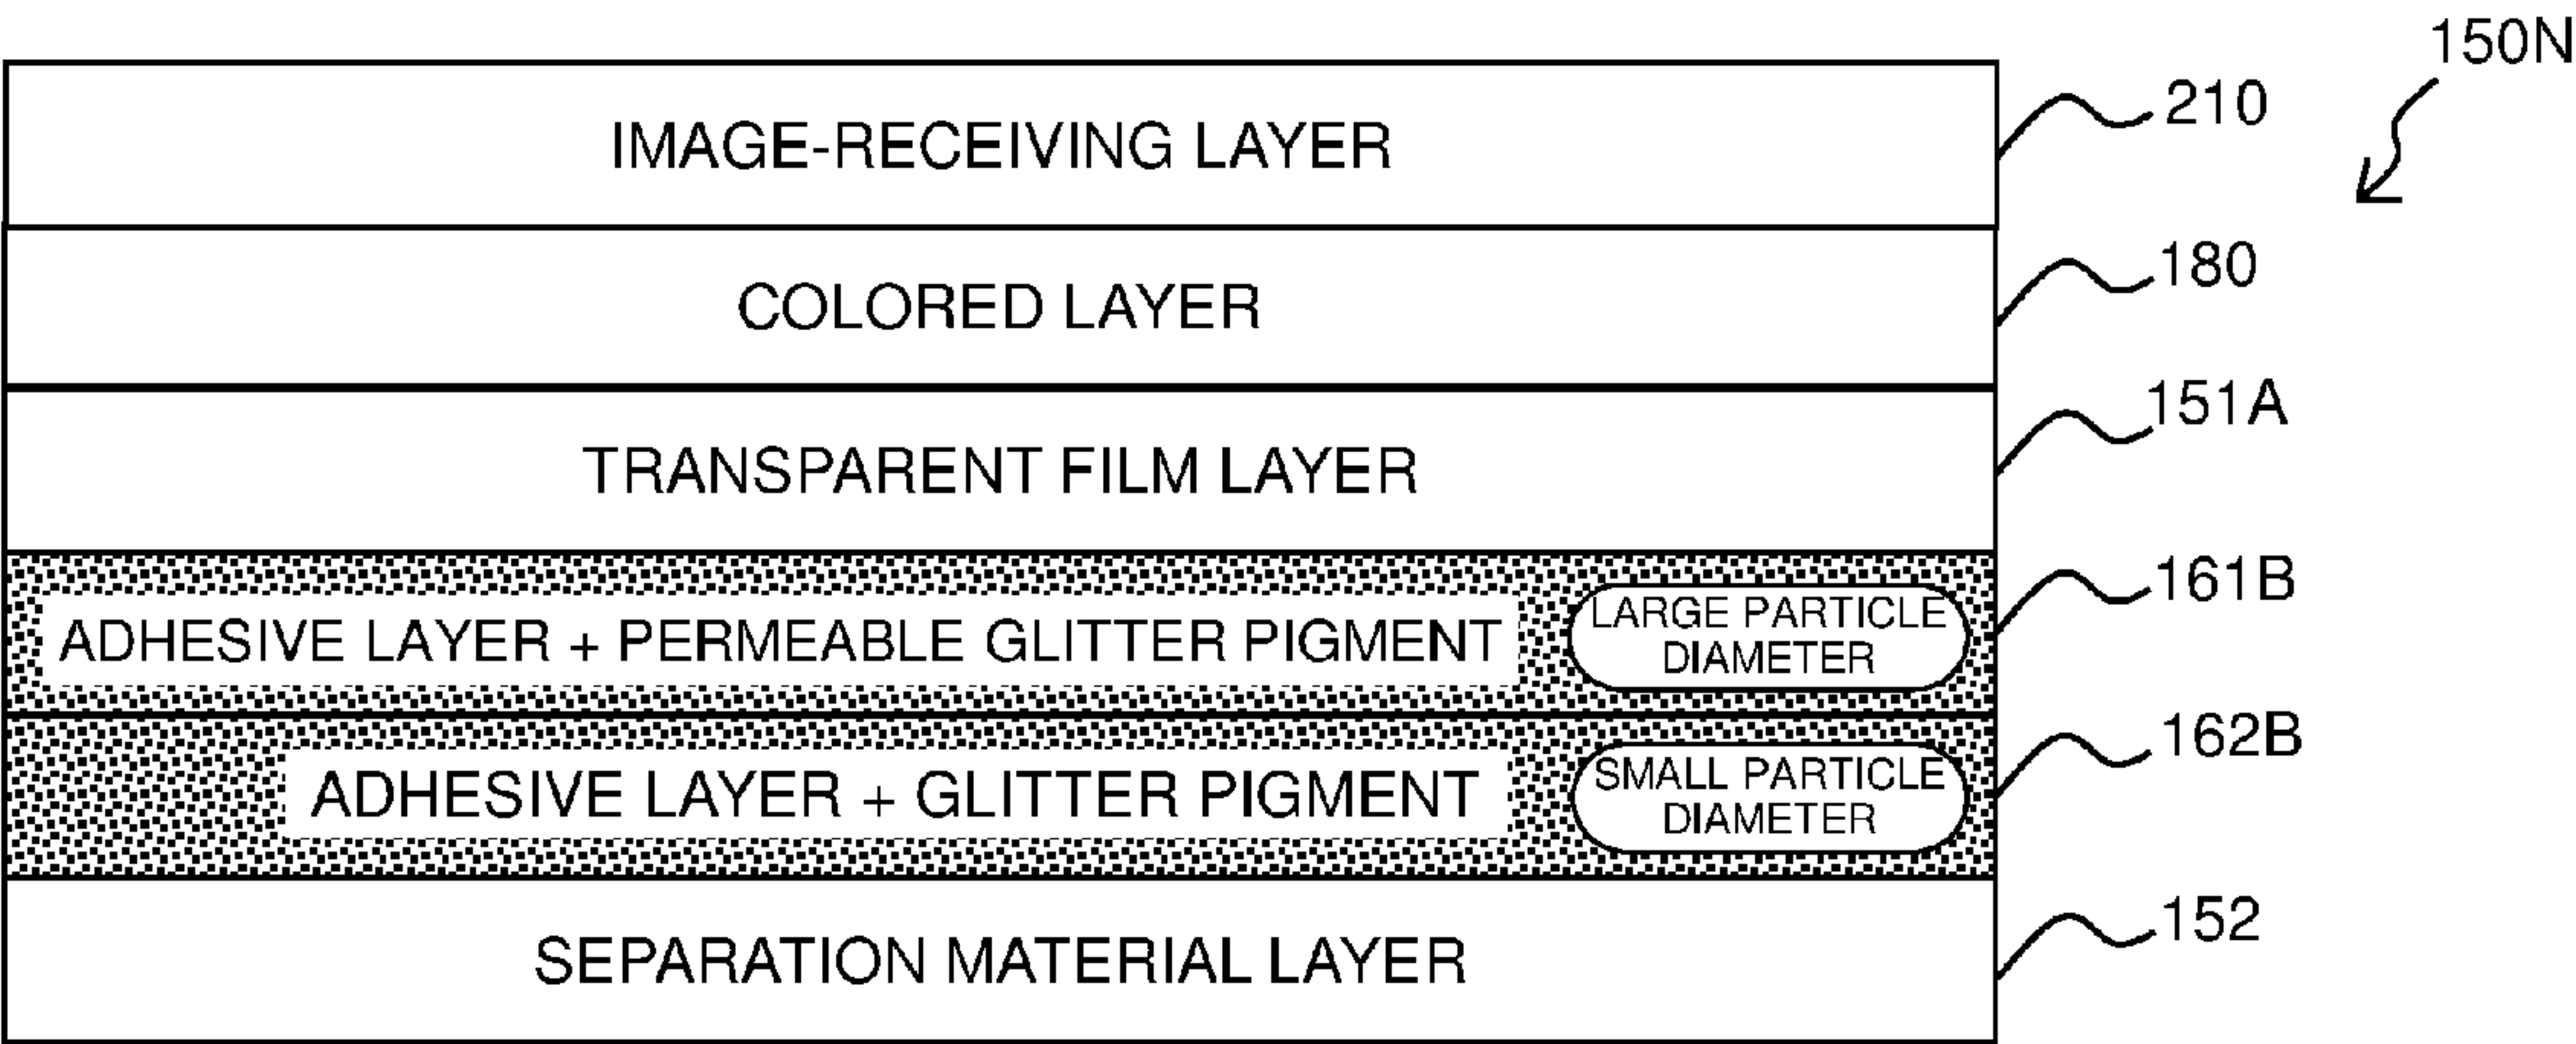 150N
IMAGE-RECEIVING LAYER
210
COLORED LAYER
180
TRANSPARENT FILM LAYER
151A
ADHESIVE LAYER + PERMEABLE GLITTER PIGMENT
LARGE PARTICLE
DIAMETER
161B
ADHESIVE LAYER + GLITTER PIGMENT
SMALL PARTICLE
DIAMETER
162B
SEPARATION MATERIAL LAYER
152